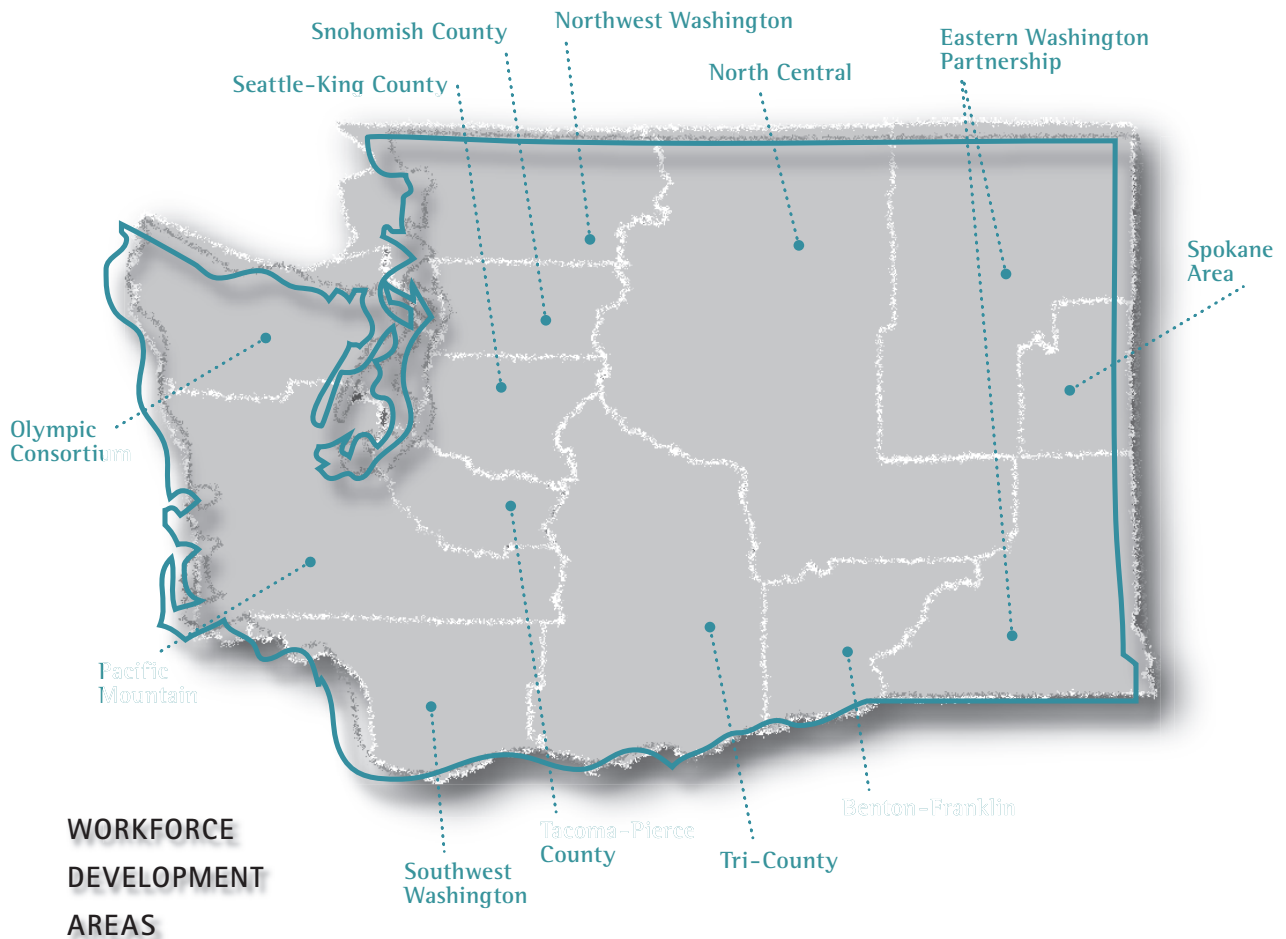 Snohomish County
Northwest Washington
Eastern Washington
Partnership
Seattle-King County
North Central
Spokane
Area
Olympic
Consortium
Pacific
Mountain
Benton-Franklin
Tacoma-Pierce
County
Tri-County
Southwest
Washington
WORKFORCE
DEVELOPMENT
AREAS